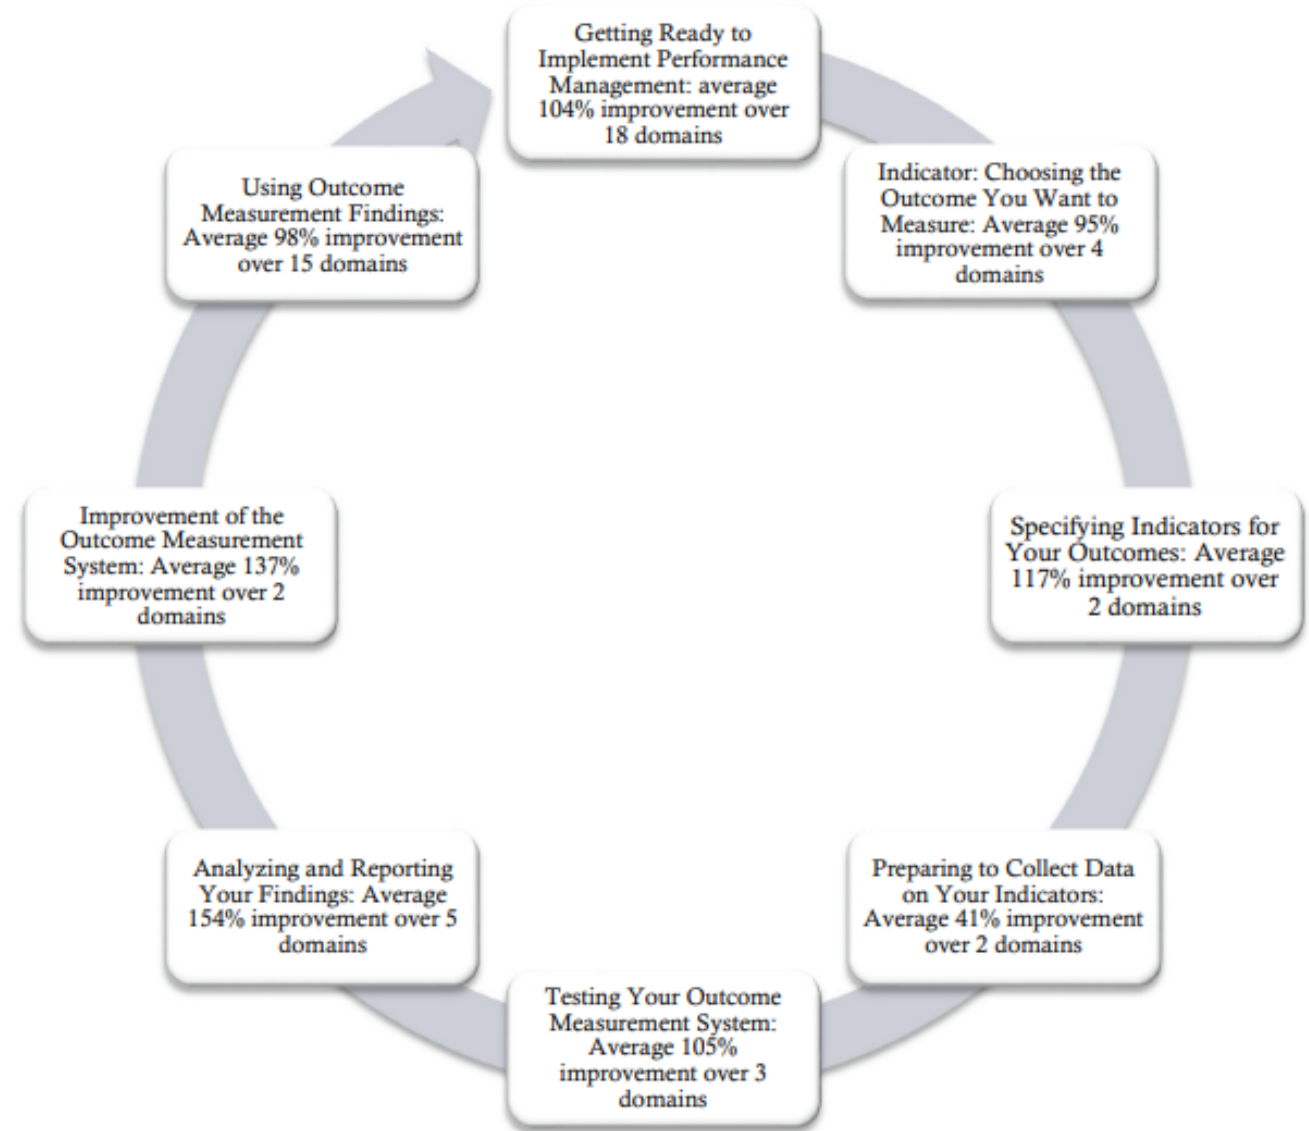 Getting Ready to
Implement Performance
Management: average
104% improvement over
18 domains
Indicator: Choosing the
Outcome You Want to
Measure: Average 95%
improvement over 4
domains
Specifying Indicators for
Your Outcomes: Average
117% improvement over
2 domains
Preparing to Collect Data
on Your Indicators:
Average 41% improvement
over 2 domains
Testing Your Outcome
Measurement System:
Average 105%
improvement over 3
domains
Analyzing and Reporting
Your Findings: Average
154% improvement over 5
domains
Improvement of the
Outcome Measurement
System: Average 137%
improvement over 2
domains
Using Outcome
Measurement Findings:
Average 98% improvement
over 15 domains